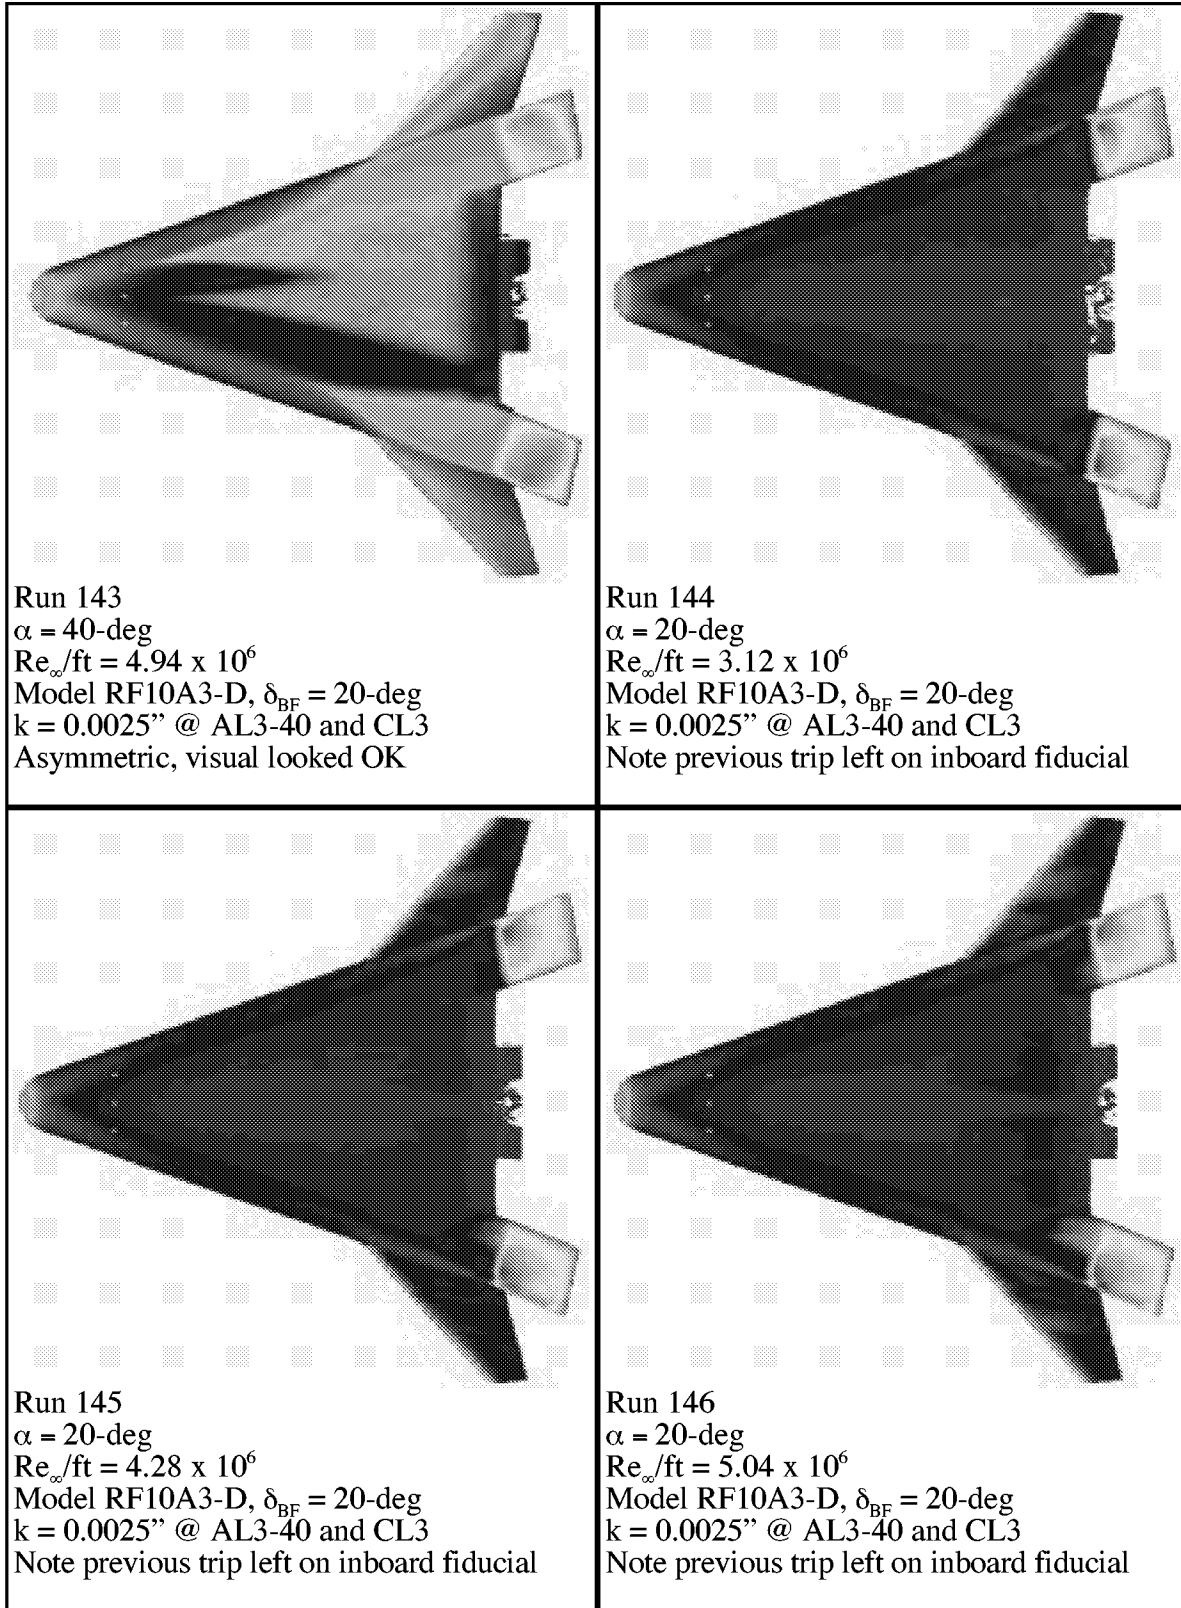 Run 143
α = 40-deg
Re∞/ft = 4.94 x 10⁶
Model RF10A3-D, δBF = 20-deg
k = 0.0025” @ AL3-40 and CL3
Asymmetric, visual looked OK
Run 144
α = 20-deg
Re∞/ft = 3.12 x 10⁶
Model RF10A3-D, δBF = 20-deg
k = 0.0025” @ AL3-40 and CL3
Note previous trip left on inboard fiducial
Run 145
α = 20-deg
Re∞/ft = 4.28 x 10⁶
Model RF10A3-D, δBF = 20-deg
k = 0.0025” @ AL3-40 and CL3
Note previous trip left on inboard fiducial
Run 146
α = 20-deg
Re∞/ft = 5.04 x 10⁶
Model RF10A3-D, δBF = 20-deg
k = 0.0025” @ AL3-40 and CL3
Note previous trip left on inboard fiducial